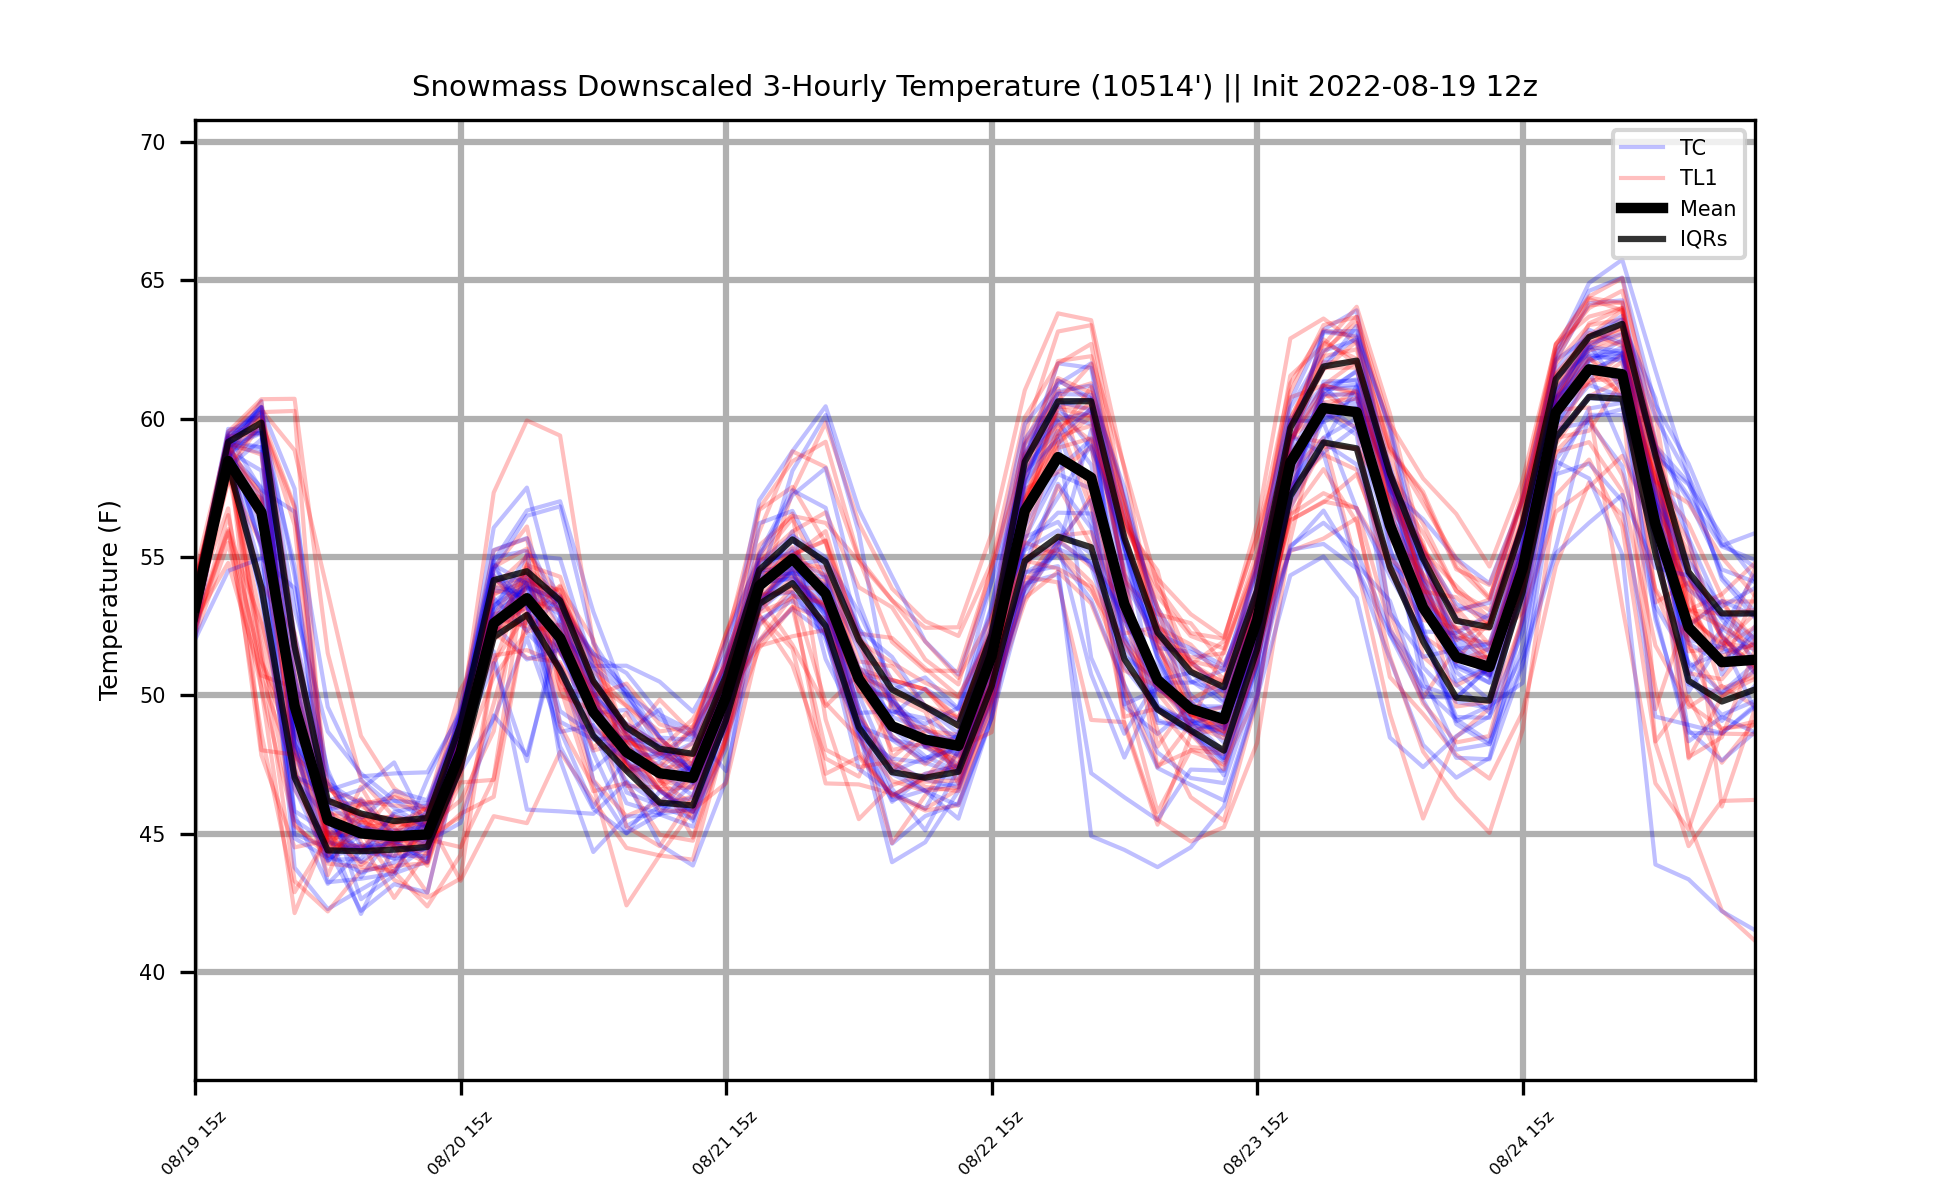 Snowmass Downscaled 3-Hourly Temperature (10514') || Init 2022-08-19 12z
TC
TL1
Mean
IQRs
Temperature (F)
70
65
60
55
50
45
40
08/19 15z
08/20 15z
08/21 15z
08/22 15z
08/23 15z
08/24 15z